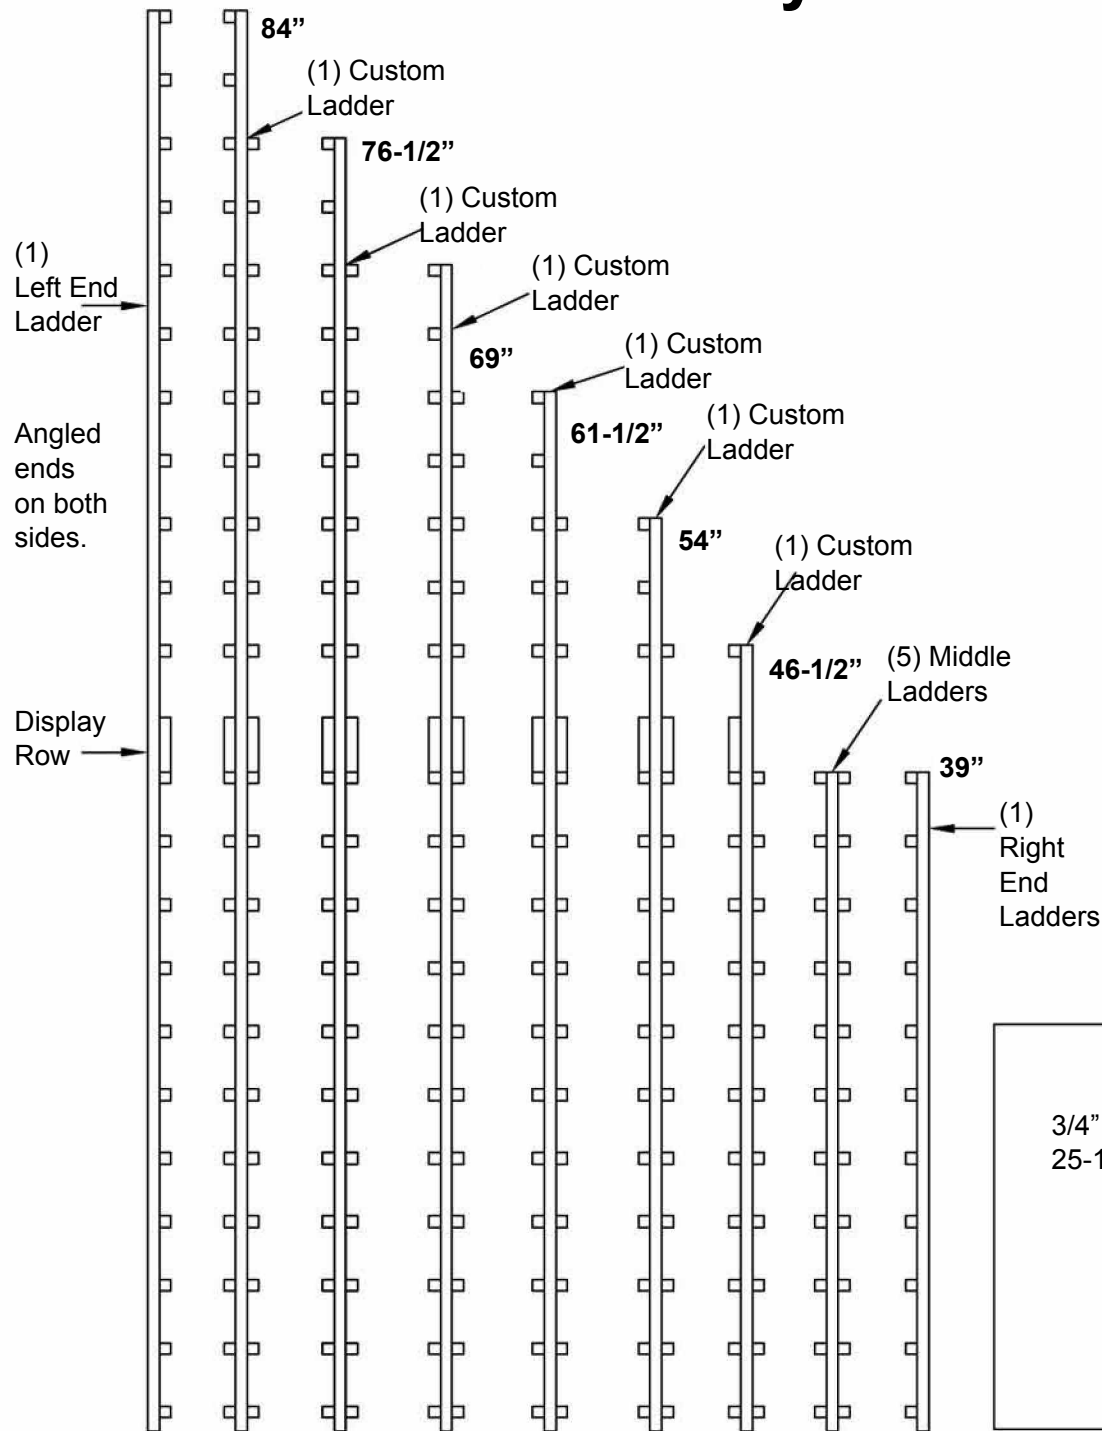 84”
(1) Custom
Ladder
76-1/2”
(1) Custom
Ladder
(1)
Left End
Ladder
(1) Custom
Ladder
69”
(1) Custom
Ladder
61-1/2”
Angled
ends
on both
sides.
(1) Custom
Ladder
54”
(1) Custom
Ladder
46-1/2”
(5) Middle
Ladders
Display
Row
39”
(1)
Right
End
Ladders
3/4”
25-1